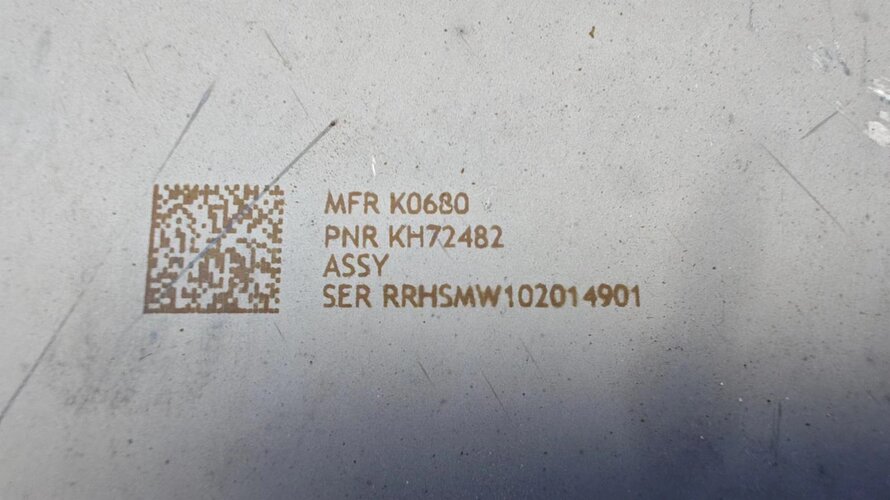 MFR K0680
PNR KH72482
ASSY
SER RRHSMW102014901